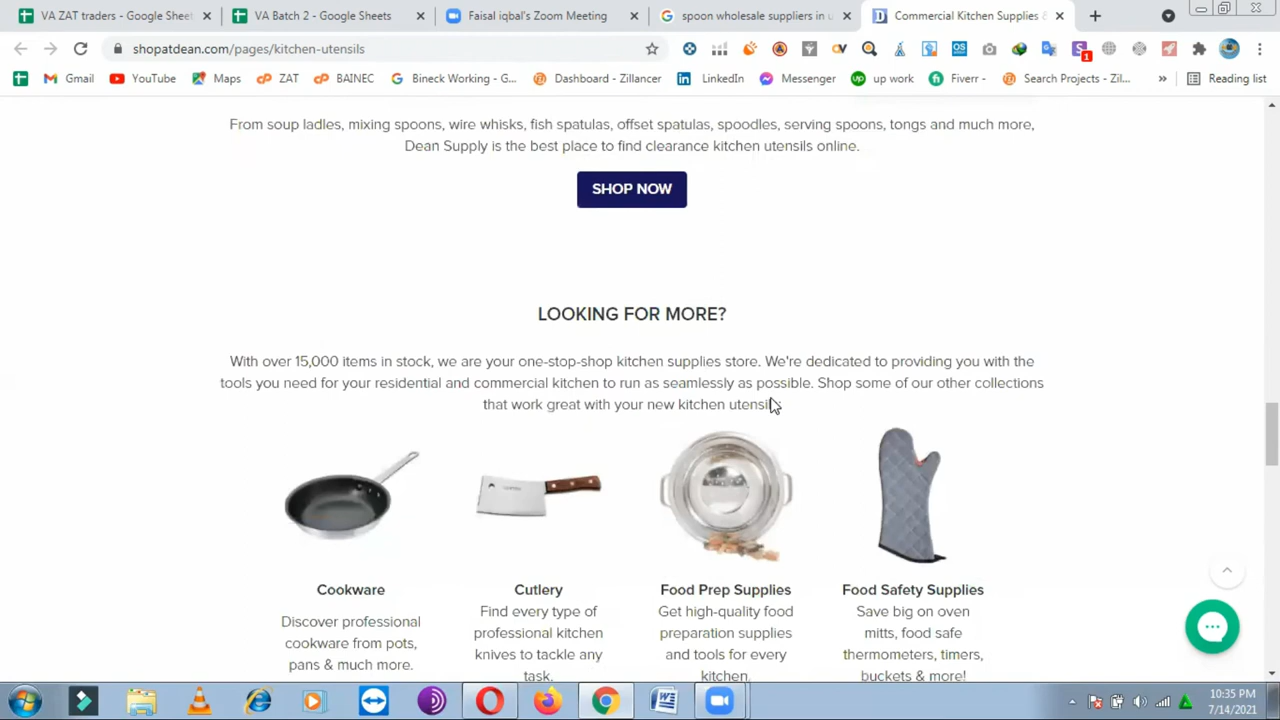 VA ZAT traders - Google Sheet
VA Batch 2 - Google Sheets
Faisal iqbal's Zoom Meeting
spoon wholesale suppliers in u
Commercial Kitchen Supplies &
shopatdean.com/pages/kitchen-utensils
Gmail
YouTube
Maps
ZAT
BAINEC
Bineck Working - G...
Dashboard - Zillancer
LinkedIn
Messenger
up work
Fiverr -
Search Projects - Zil...
Reading list
From soup ladles, mixing spoons, wire whisks, fish spatulas, offset spatulas, spoodles, serving spoons, tongs and much more,
Dean Supply is the best place to find clearance kitchen utensils online.
SHOP NOW
LOOKING FOR MORE?
With over 15,000 items in stock, we are your one-stop-shop kitchen supplies store. We're dedicated to providing you with the
tools you need for your residential and commercial kitchen to run as seamlessly as possible. Shop some of our other collections
that work great with your new kitchen utensils.
Cookware
Discover professional
cookware from pots,
pans & much more.
Cutlery
Find every type of
professional kitchen
knives to tackle any
task.
Food Prep Supplies
Get high-quality food
preparation supplies
and tools for every
kitchen.
Food Safety Supplies
Save big on oven
mitts, food safe
thermometers, timers,
buckets & more!
10:35 PM
7/14/2021